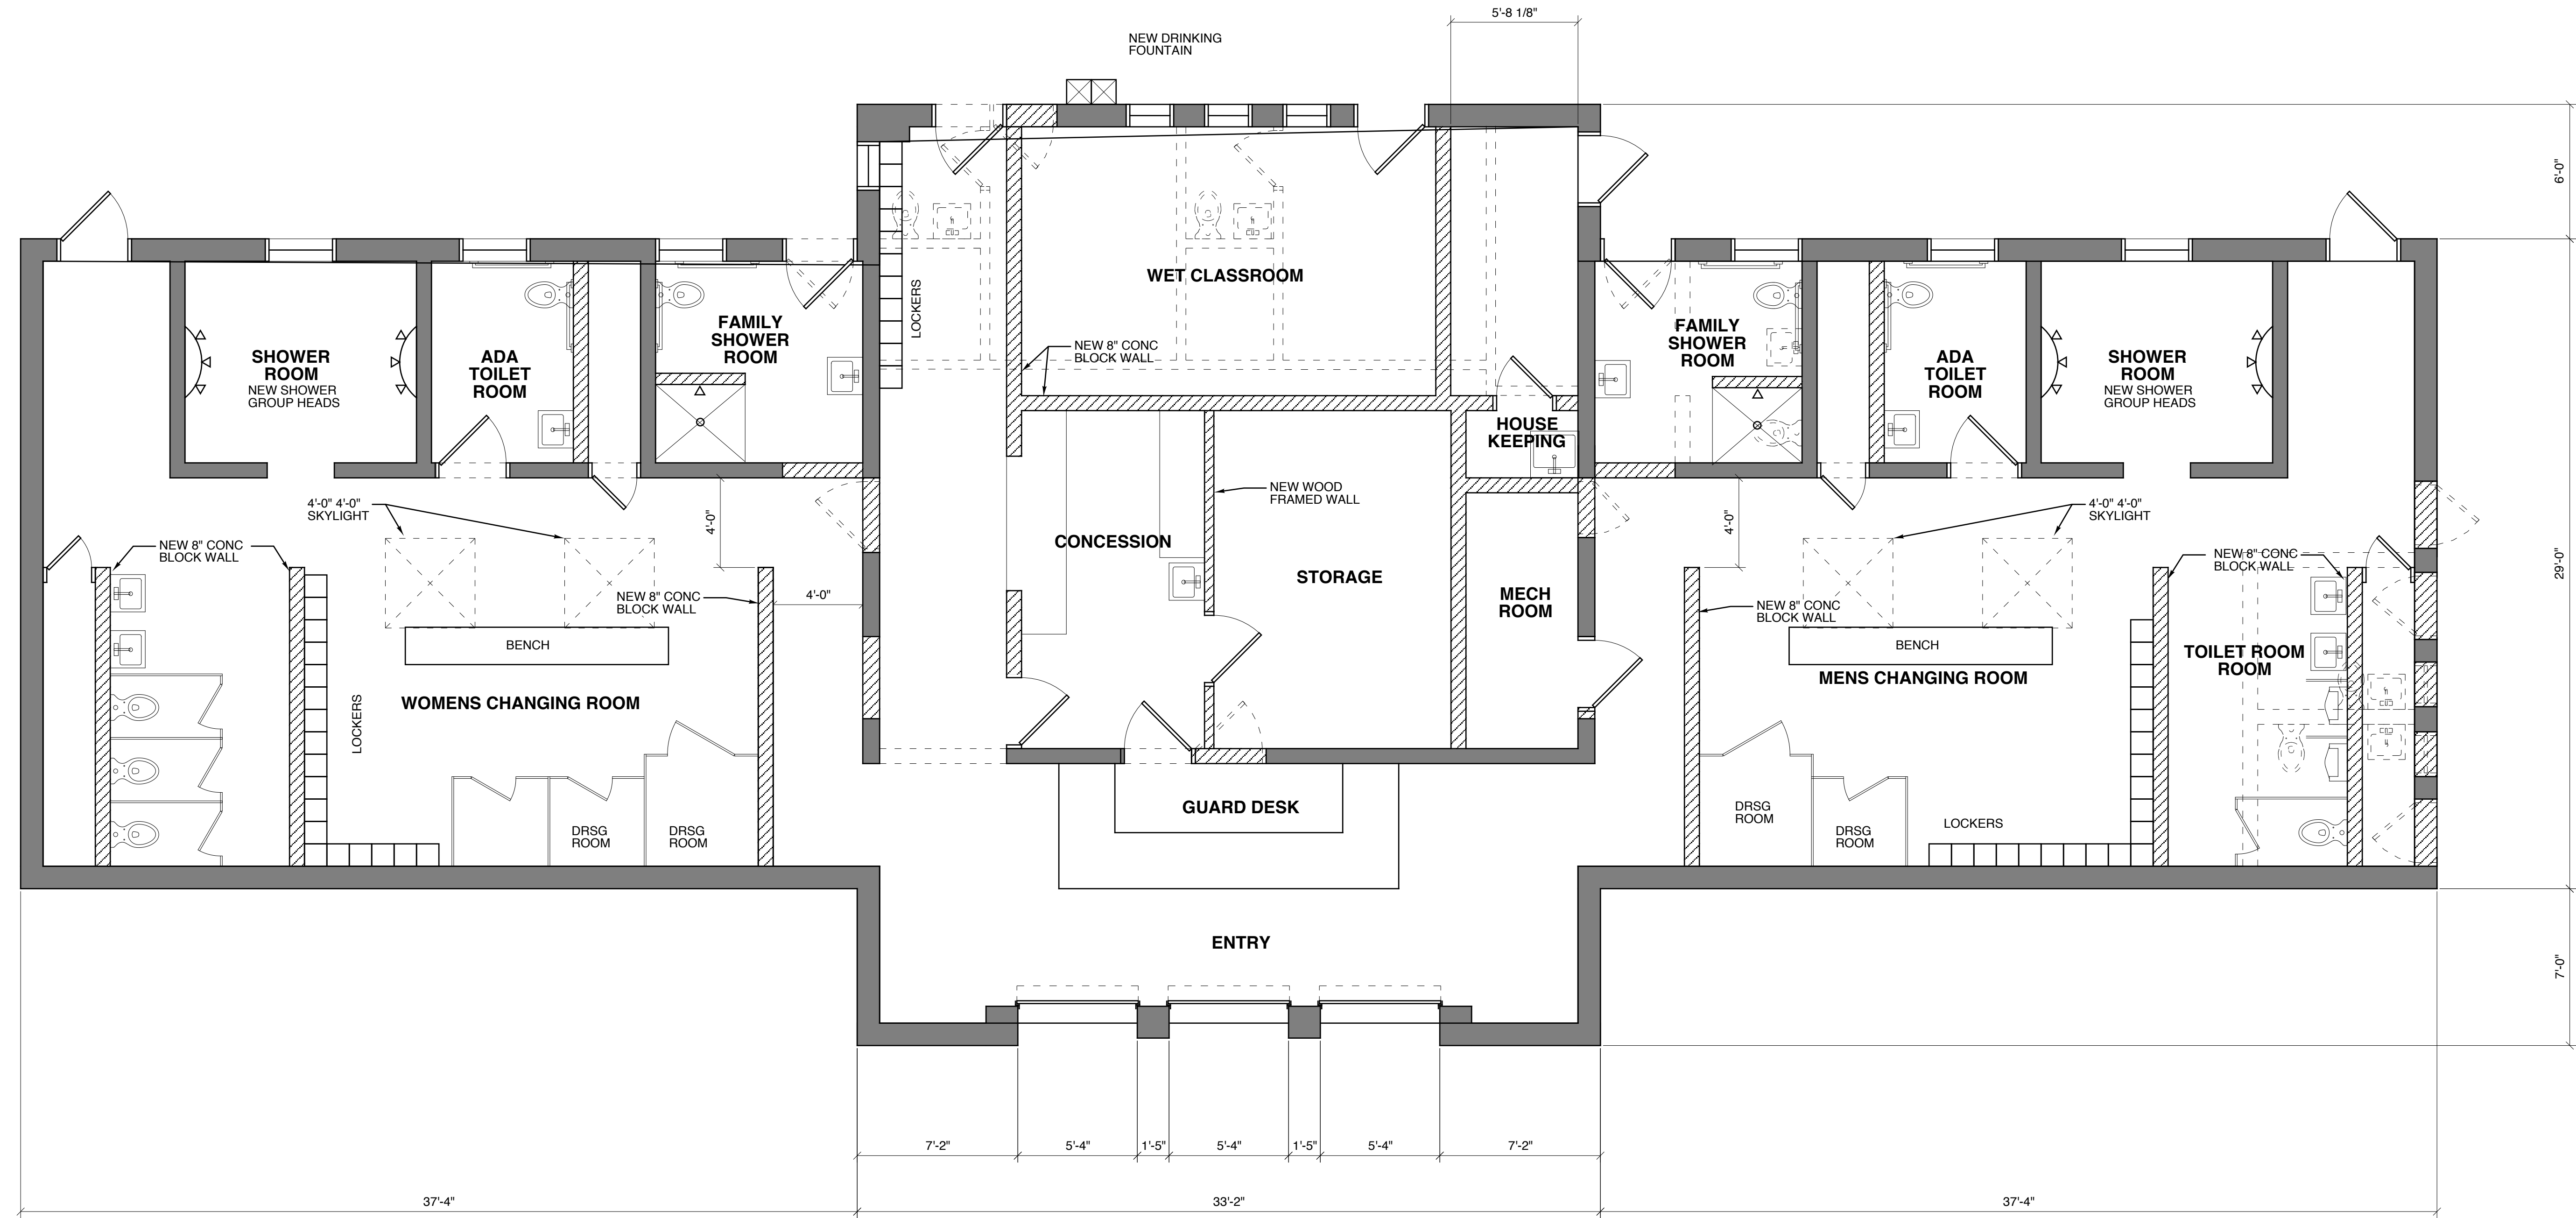 5'-8 1/8"
NEW DRINKING
FOUNTAIN
6'-0"
WET CLASSROOM
LOCKERS
FAMILY
SHOWER
ROOM
FAMILY
SHOWER
ROOM
SHOWER
ROOM
NEW SHOWER
GROUP HEADS
ADA
TOILET
ROOM
NEW 8" CONC
BLOCK WALL
ADA
TOILET
ROOM
SHOWER
ROOM
NEW SHOWER
GROUP HEADS
HOUSE
KEEPING
4'-0" 4'-0"
SKYLIGHT
4'-0"
NEW WOOD
FRAMED WALL
4'-0"
4'-0" 4'-0"
SKYLIGHT
NEW 8" CONC
BLOCK WALL
CONCESSION
STORAGE
NEW 8" CONC
BLOCK WALL
29'-0"
NEW 8" CONC
BLOCK WALL
4'-0"
MECH
ROOM
NEW 8" CONC
BLOCK WALL
BENCH
BENCH
TOILET ROOM
ROOM
LOCKERS
WOMENS CHANGING ROOM
MENS CHANGING ROOM
DRSG
ROOM
DRSG
ROOM
GUARD DESK
DRSG
ROOM
DRSG
ROOM
LOCKERS
ENTRY
7'-0"
7'-2"
5'-4"
1'-5"
5'-4"
1'-5"
5'-4"
7'-2"
37'-4"
33'-2"
37'-4"